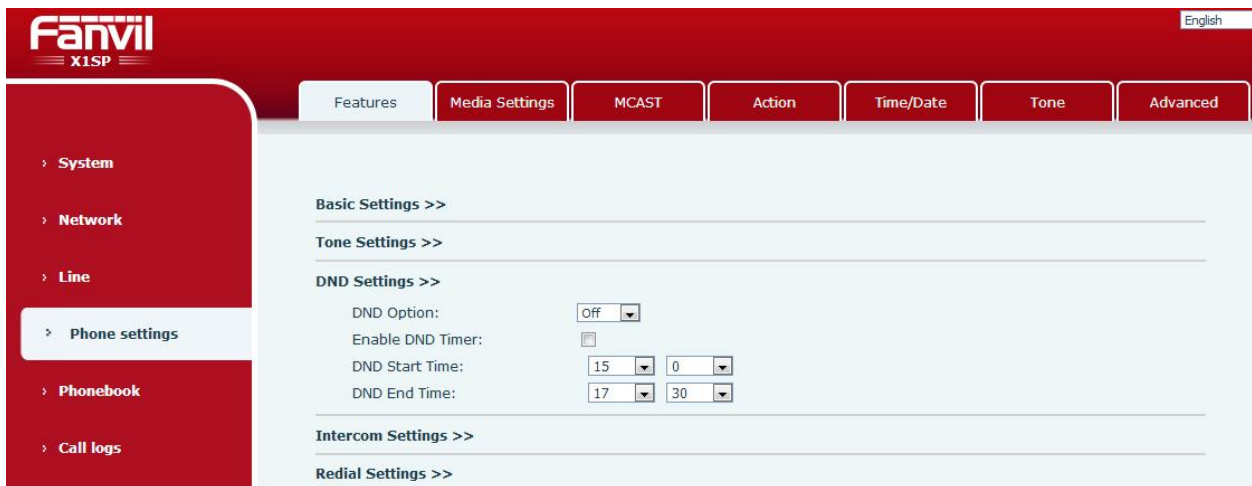 English
Fanvil
X1SP
Features Media Settings MCAST Action Time/Date Tone Advanced
› System
› Network
› Line
› Phone settings
› Phonebook
› Call logs
Basic Settings >>
Tone Settings >>
DND Settings >>
DND Option: Off
Enable DND Timer:
DND Start Time: 15 0
DND End Time: 17 30
Intercom Settings >>
Redial Settings >>